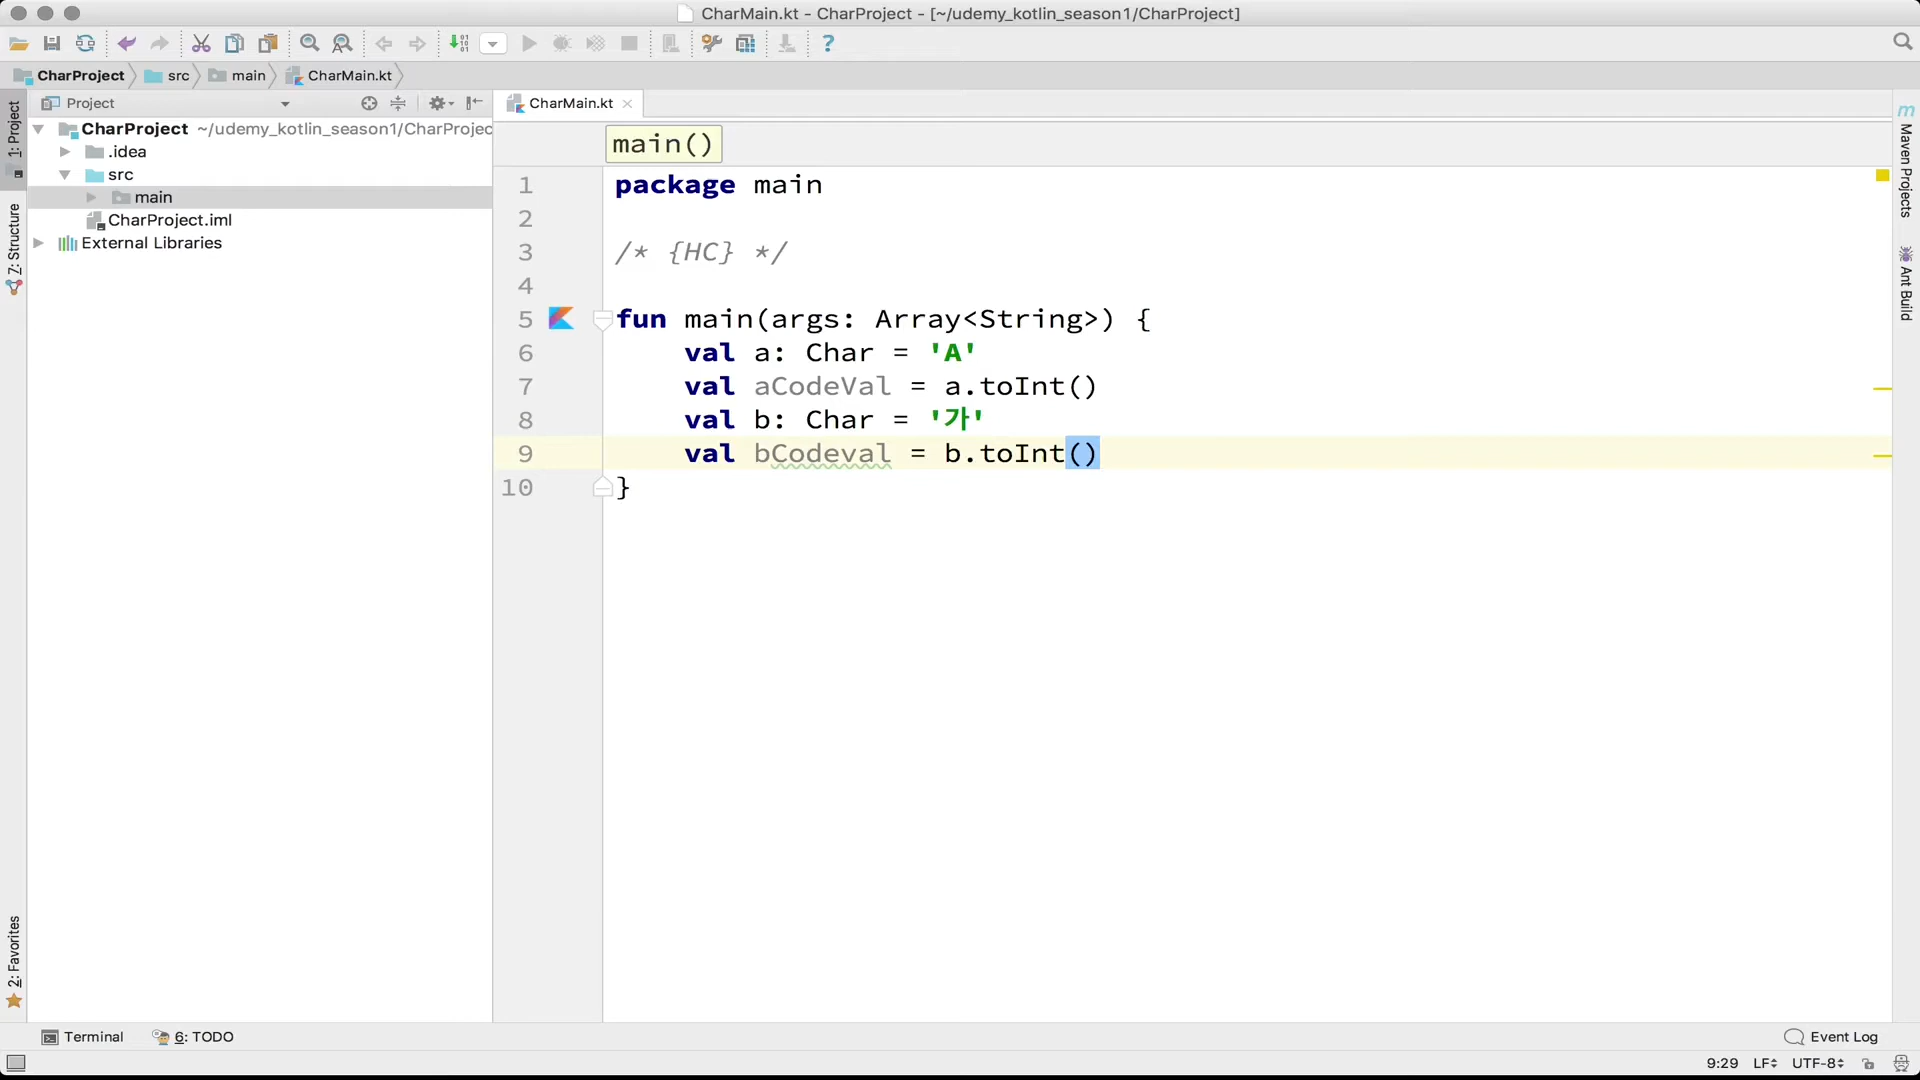 CharMain.kt - CharProject - [~/udemy_kotlin_season1/CharProject]
CharProject src main CharMain.kt
Project
CharMain.kt
1: Project
Z: Structure
2: Favorites
CharProject ~/udemy_kotlin_season1/CharProjec
.idea
src
main
CharProject.iml
External Libraries
main()
1 package main
2
3 /* {HC} */
4
5 fun main(args: Array<String>) {
6 val a: Char = 'A'
7 val aCodeVal = a.toInt()
8 val b: Char = '가'
9 val bCodeval = b.toInt()
10 }
Maven Projects
Ant Build
Terminal
6: TODO
Event Log
9:29 LF UTF-8